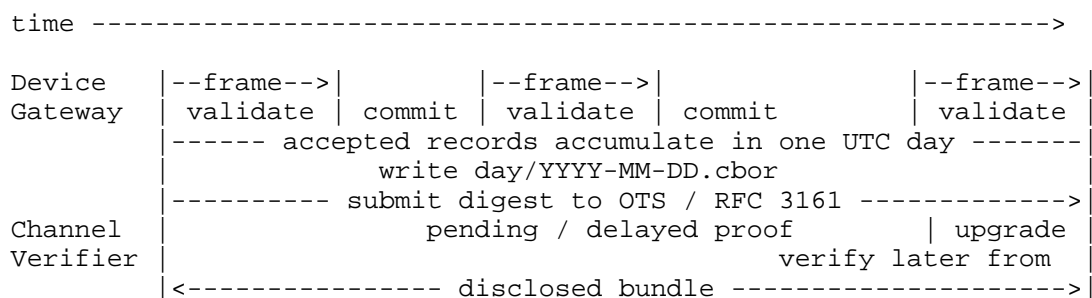 time ----------------------------------------------------------->
Device |--frame-->| |--frame-->| |--frame-->|
Gateway | validate | commit | validate | commit | validate |
|------ accepted records accumulate in one UTC day -------|
| write day/YYYY-MM-DD.cbor |
|---------- submit digest to OTS / RFC 3161 ------------->
Channel | pending / delayed proof | upgrade |
Verifier | verify later from |
|<---------------- disclosed bundle --------------------->|